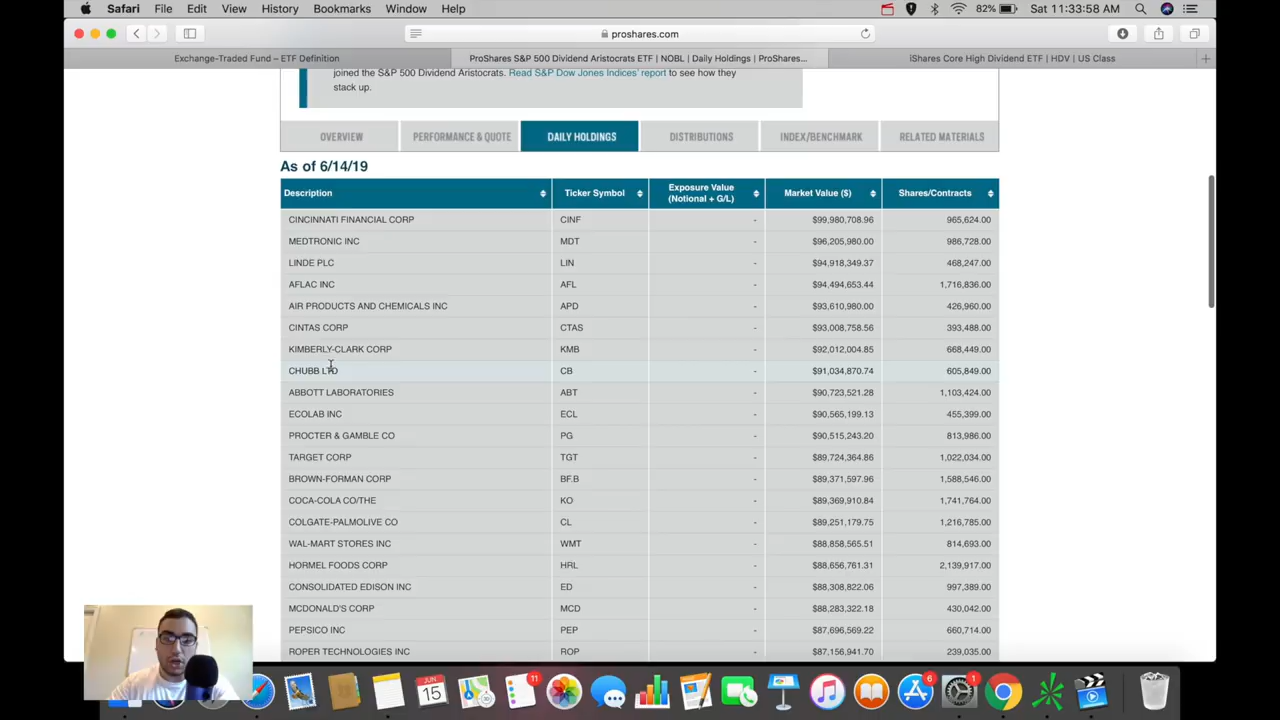 Safari File Edit View History Bookmarks Window Help 82% Sat 11:33:58 AM
proshares.com
Exchange-Traded Fund – ETF Definition
ProShares S&P 500 Dividend Aristocrats ETF | NOBL | Daily Holdings | ProShares...
iShares Core High Dividend ETF | HDV | US Class
joined the S&P 500 Dividend Aristocrats. Read S&P Dow Jones Indices' report to see how they
stack up.
OVERVIEW PERFORMANCE & QUOTE DAILY HOLDINGS DISTRIBUTIONS INDEX/BENCHMARK RELATED MATERIALS
As of 6/14/19
Description Ticker Symbol Exposure Value (Notional + G/L) Market Value ($) Shares/Contracts
CINCINNATI FINANCIAL CORP CINF - $99,980,708.96 965,624.00
MEDTRONIC INC MDT - $96,205,980.00 986,728.00
LINDE PLC LIN - $94,918,349.37 468,247.00
AFLAC INC AFL - $94,494,653.44 1,716,836.00
AIR PRODUCTS AND CHEMICALS INC APD - $93,610,980.00 426,960.00
CINTAS CORP CTAS - $93,008,758.56 393,488.00
KIMBERLY-CLARK CORP KMB - $92,012,004.85 668,449.00
CHUBB LTD CB - $91,034,870.74 605,849.00
ABBOTT LABORATORIES ABT - $90,723,521.28 1,103,424.00
ECOLAB INC ECL - $90,565,199.13 455,399.00
PROCTER & GAMBLE CO PG - $90,515,243.20 813,986.00
TARGET CORP TGT - $89,724,364.86 1,022,034.00
BROWN-FORMAN CORP BF.B - $89,371,597.96 1,588,546.00
COCA-COLA CO/THE KO - $89,369,910.84 1,741,764.00
COLGATE-PALMOLIVE CO CL - $89,251,179.75 1,216,785.00
WAL-MART STORES INC WMT - $88,858,565.51 814,693.00
HORMEL FOODS CORP HRL - $88,656,761.31 2,139,917.00
CONSOLIDATED EDISON INC ED - $88,308,822.06 997,389.00
MCDONALD'S CORP MCD - $88,283,322.18 430,042.00
PEPSICO INC PEP - $87,696,569.22 660,714.00
ROPER TECHNOLOGIES INC ROP - $87,156,941.70 239,035.00
JUN
15
11
6
1